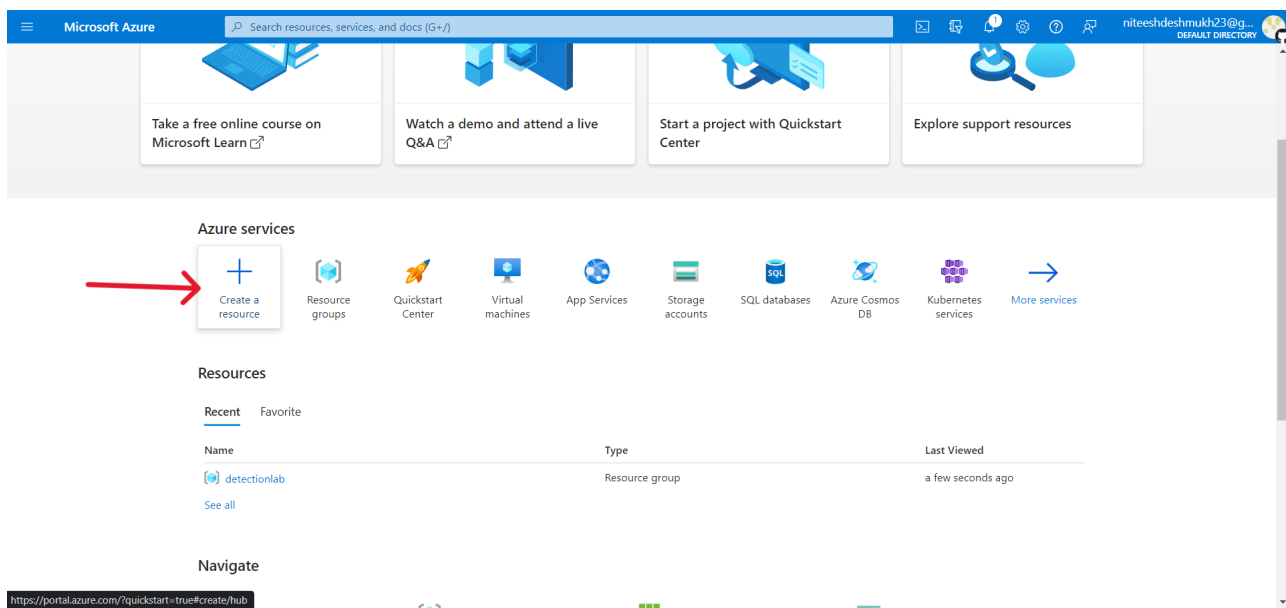 Microsoft Azure
Search resources, services, and docs (G+/)
1
niteeshdeshmukh23@g...
DEFAULT DIRECTORY
Take a free online course on
Microsoft Learn
Watch a demo and attend a live
Q&A
Start a project with Quickstart
Center
Explore support resources
Azure services
Create a
resource
Resource
groups
Quickstart
Center
Virtual
machines
App Services
Storage
accounts
SQL
SQL databases
Azure Cosmos
DB
Kubernetes
services
More services
Resources
Recent Favorite
Name Type Last Viewed
detectionlab Resource group a few seconds ago
See all
Navigate
https://portal.azure.com/?quickstart=true#create/hub